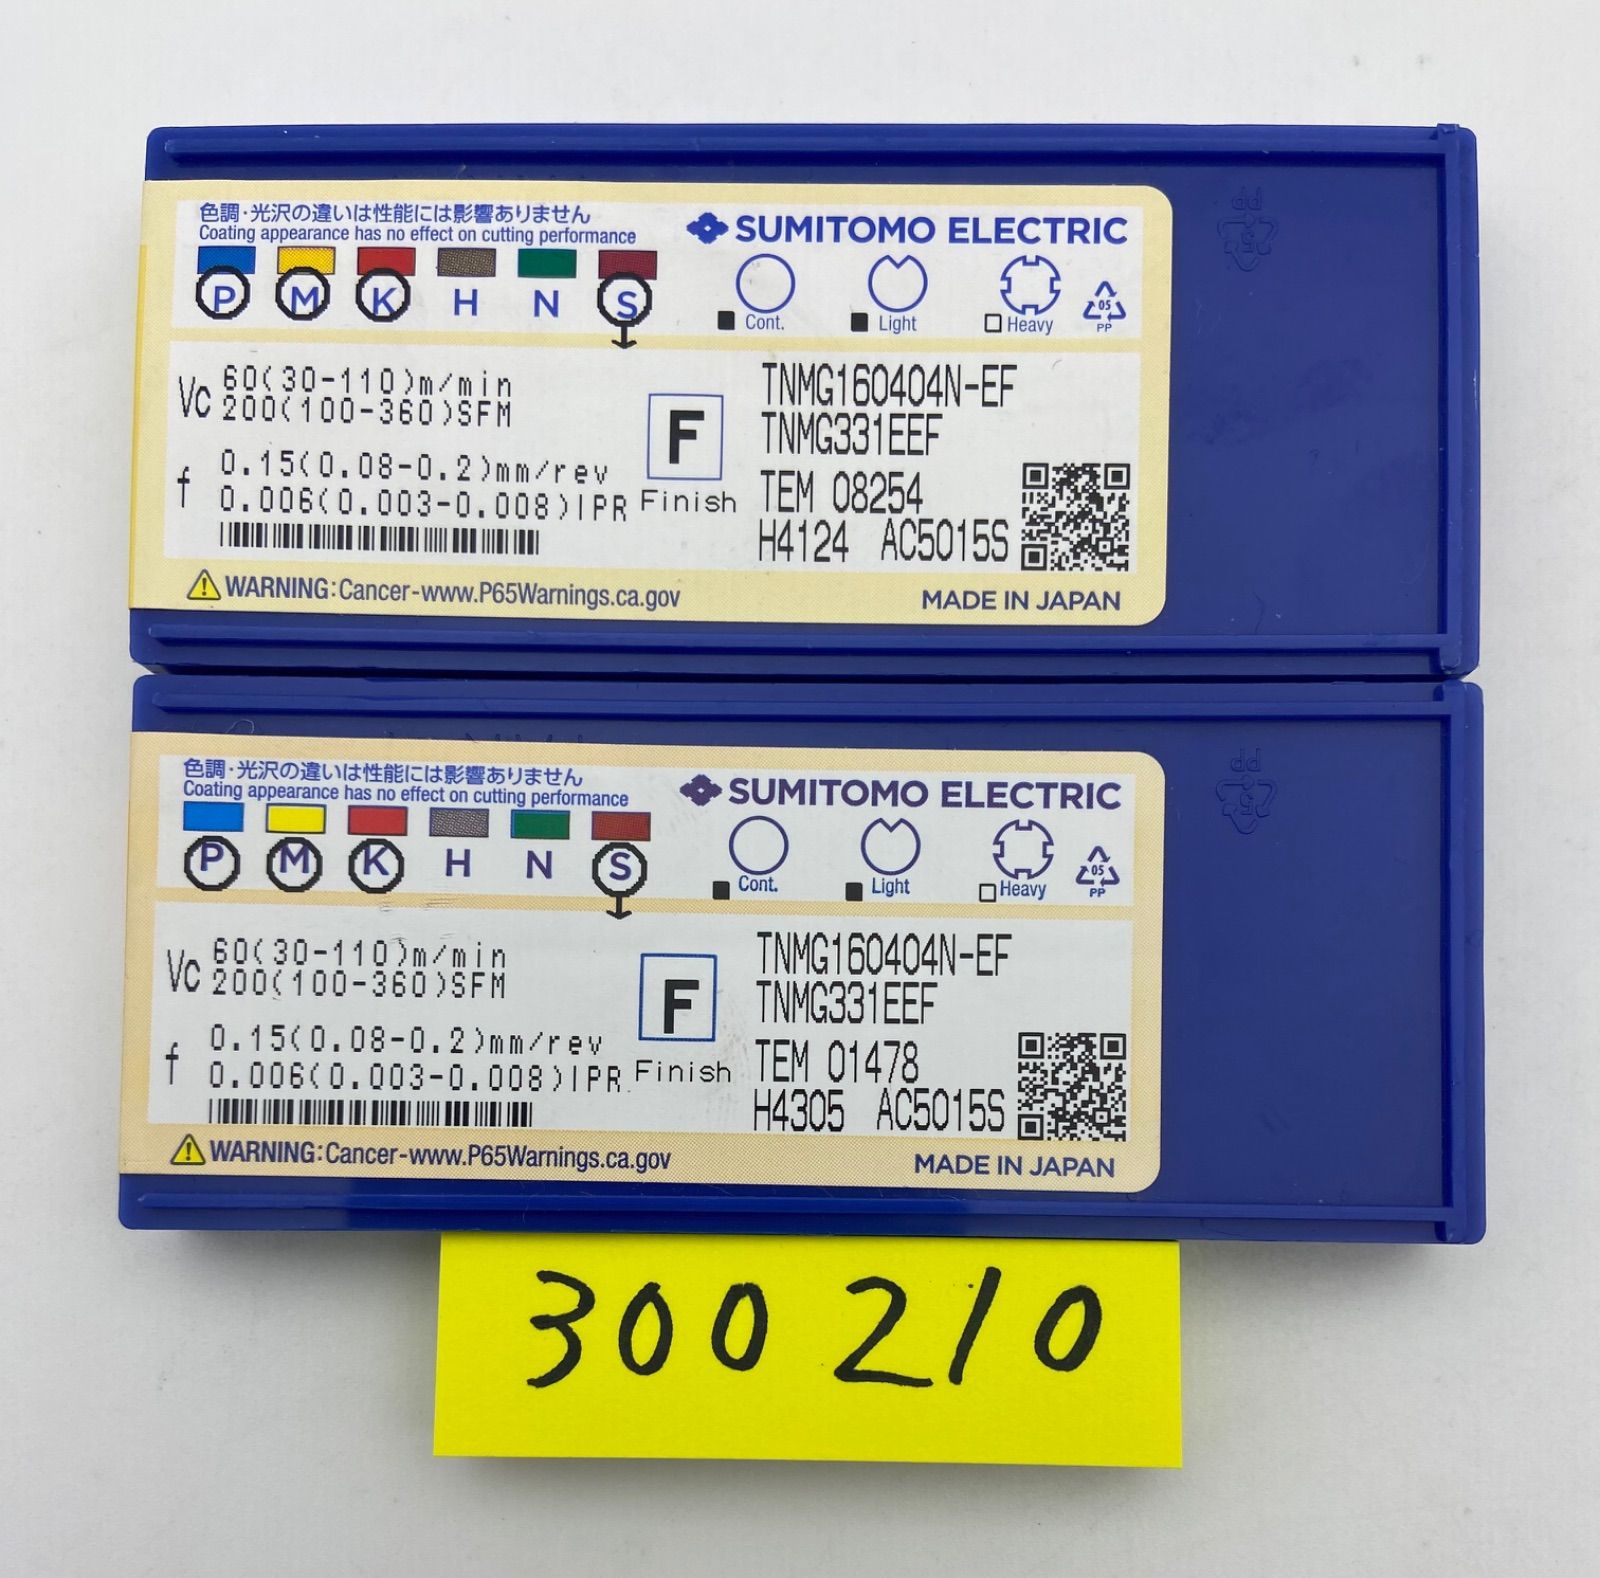 色調・光沢の違いは性能には影響ありません
Coating appearance has no effect on cutting performance
SUMITOMO ELECTRIC
P M K H N S
Cont. Light Heavy
05
PP
Vc 60(30-110)m/min
200(100-360)SFM
f 0.15(0.08-0.2)mm/rev
0.006(0.003-0.008)IPR
F
Finish
TNMG160404N-EF
TNMG331EEF
TEM 08254
H4124 AC5015S
WARNING:Cancer-www.P65Warnings.ca.gov
MADE IN JAPAN
PP
色調・光沢の違いは性能には影響ありません
Coating appearance has no effect on cutting performance
SUMITOMO ELECTRIC
P M K H N S
Cont. Light Heavy
05
PP
Vc 60(30-110)m/min
200(100-360)SFM
f 0.15(0.08-0.2)mm/rev
0.006(0.003-0.008)IPR
F
Finish
TNMG160404N-EF
TNMG331EEF
TEM 01478
H4305 AC5015S
WARNING:Cancer-www.P65Warnings.ca.gov
MADE IN JAPAN
PP
300210